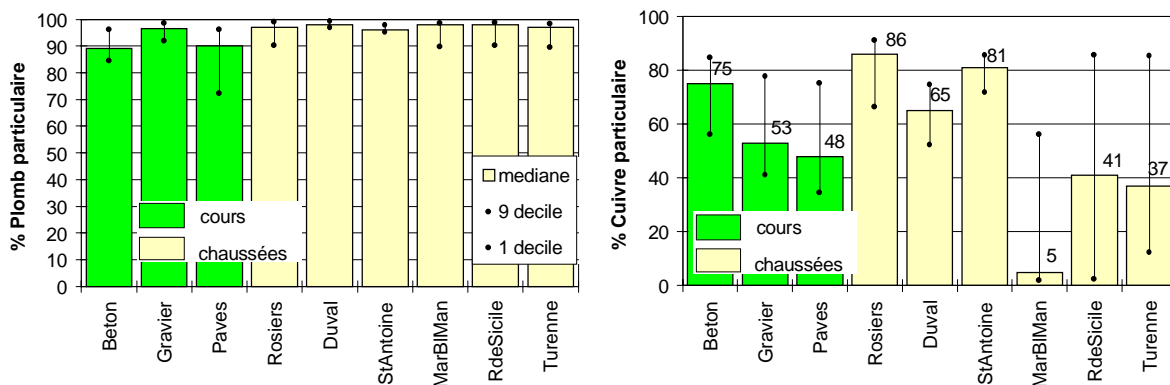 % Plomb particulaire
100
90
80
70
60
50
40
30
20
10
0
mediane
9 decile
1 decile
cours
chaussées
Beton
Gravier
Paves
Rosiers
Duval
StAntoine
MarBlMan
RdeSicile
Turenne
% Cuivre particulaire
100
80
60
40
20
0
75
53
48
86
65
81
5
41
37
cours
chaussées
Beton
Gravier
Paves
Rosiers
Duval
StAntoine
MarBlMan
RdeSicile
Turenne